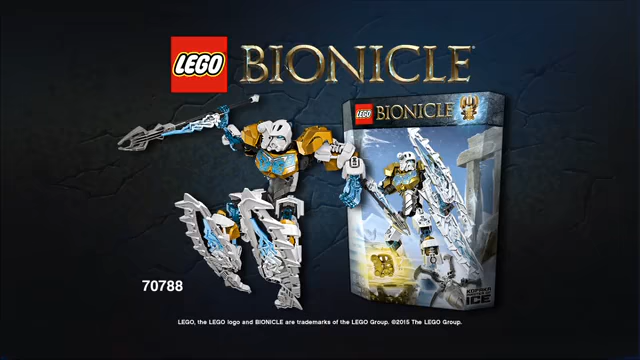 LEGO BIONICLE®
LEGO BIONICLE
KOPAKA
ICE
70788
LEGO, the LEGO logo and BIONICLE are trademarks of the LEGO Group. ©2015 The LEGO Group.